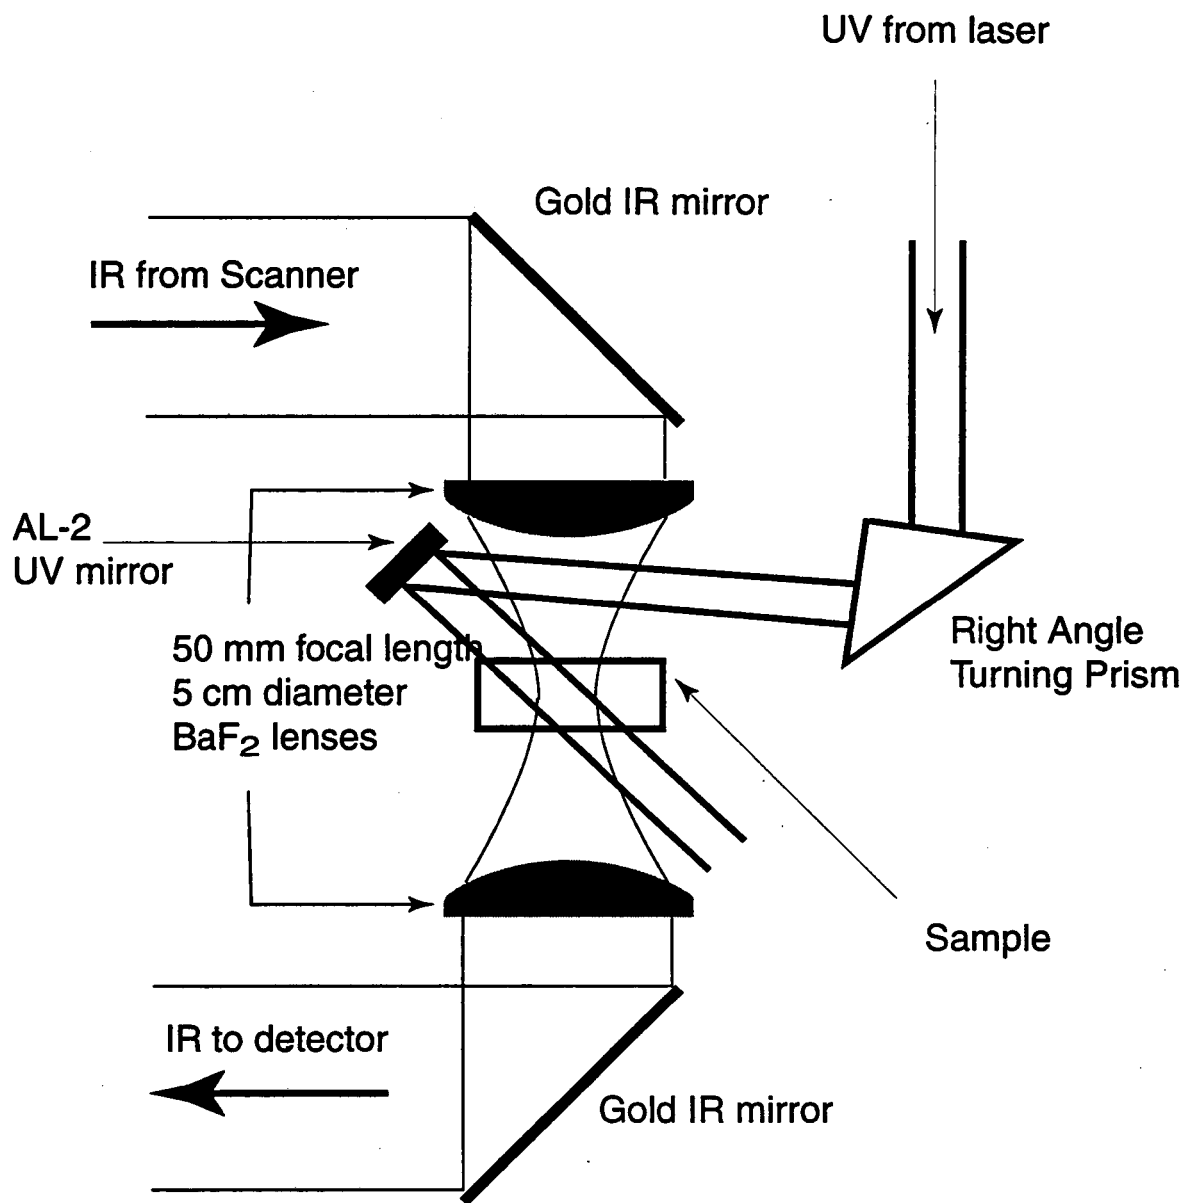 UV from laser
Gold IR mirror
IR from Scanner
AL-2
UV mirror
50 mm focal length
5 cm diameter
BaF₂ lenses
Right Angle
Turning Prism
Sample
IR to detector
Gold IR mirror